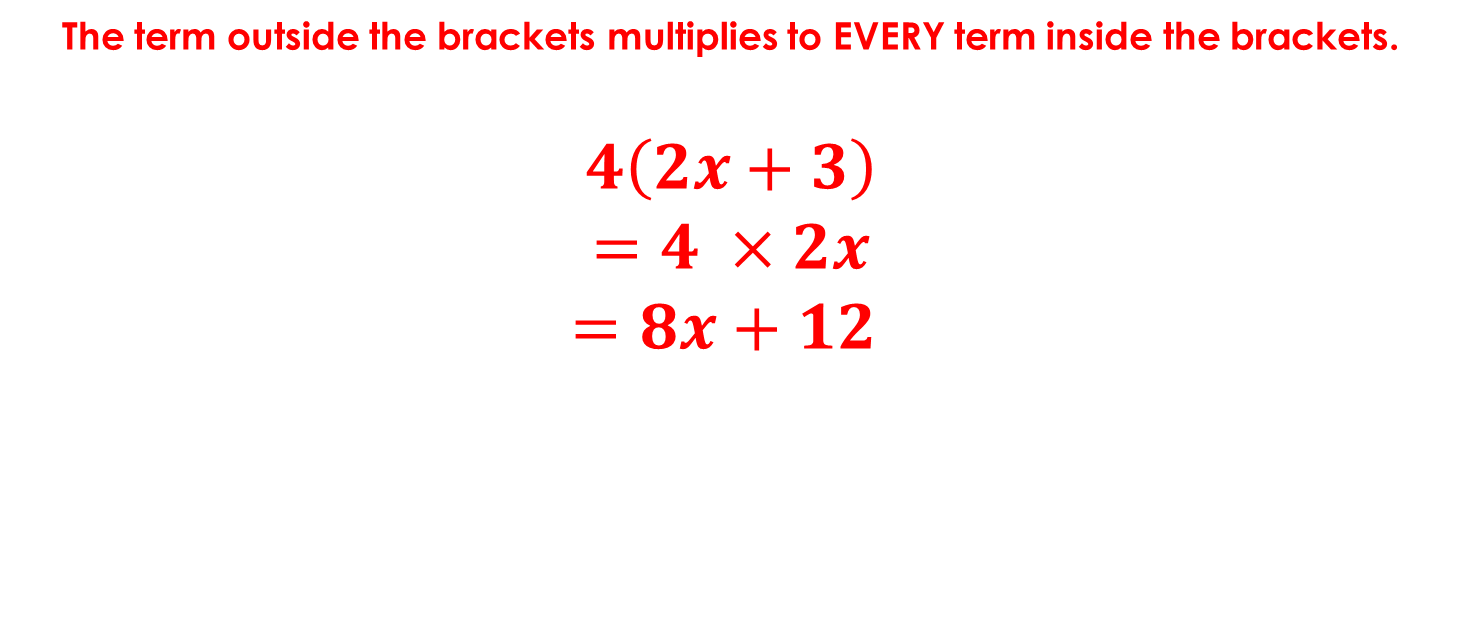 The term outside the brackets multiplies to EVERY term inside the brackets.
4(2x + 3)
= 4 × 2x
= 8x + 12